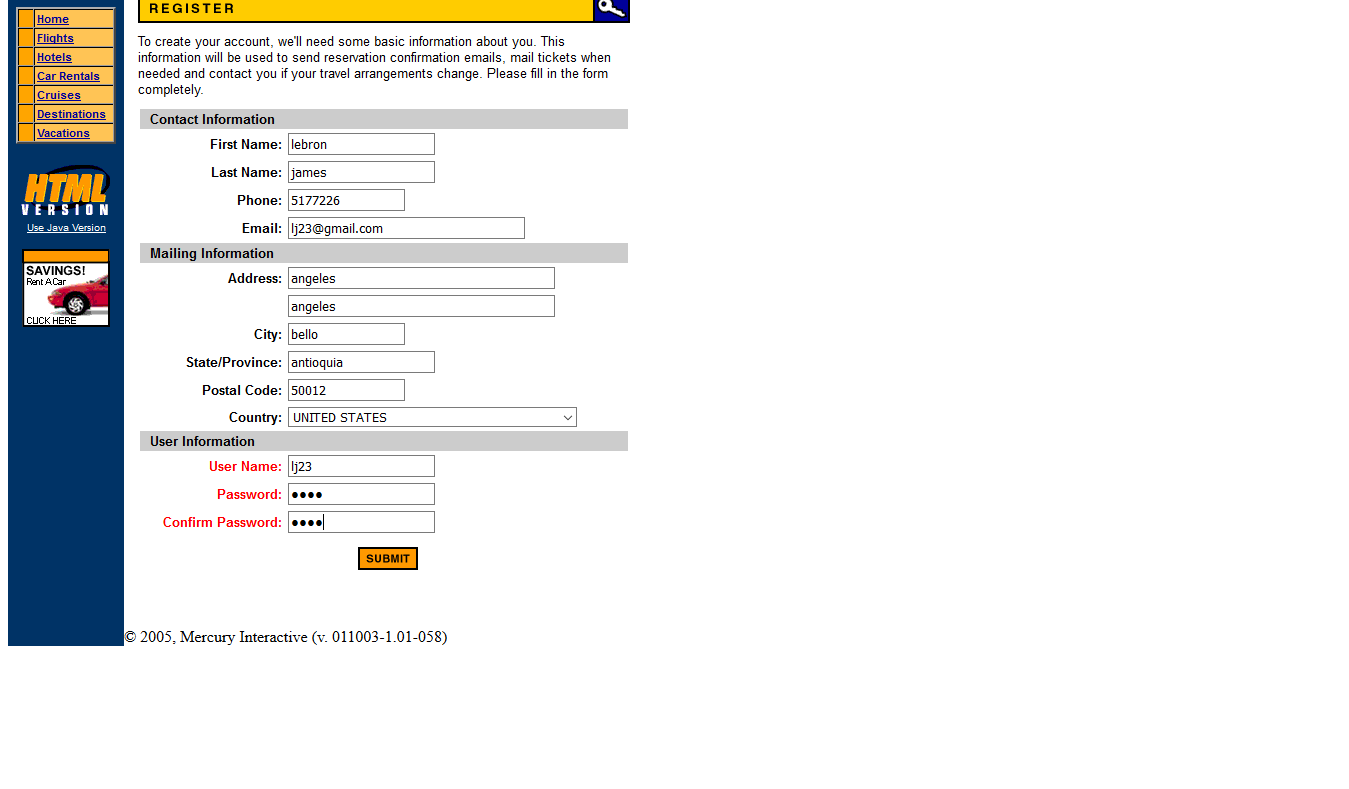 Home
Flights
Hotels
Car Rentals
Cruises
Destinations
Vacations
HTML
VERSION
Use Java Version
SAVINGS!
Rent A Car
CLICK HERE
REGISTER
To create your account, we'll need some basic information about you. This
information will be used to send reservation confirmation emails, mail tickets when
needed and contact you if your travel arrangements change. Please fill in the form
completely.
Contact Information
First Name: lebron
Last Name: james
Phone: 5177226
Email: lj23@gmail.com
Mailing Information
Address: angeles
angeles
City: bello
State/Province: antioquia
Postal Code: 50012
Country: UNITED STATES
User Information
User Name: lj23
Password: ●●●●
Confirm Password: ●●●●
SUBMIT
© 2005, Mercury Interactive (v. 011003-1.01-058)